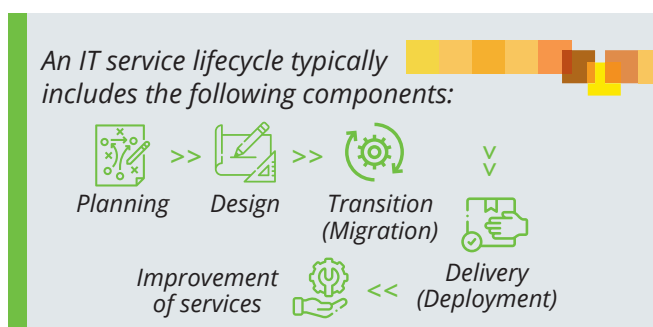 An IT service lifecycle typically
includes the following components:
>> >>
Planning
Design
Transition
(Migration)
>>
Delivery
(Deployment)
<<
Improvement
of services